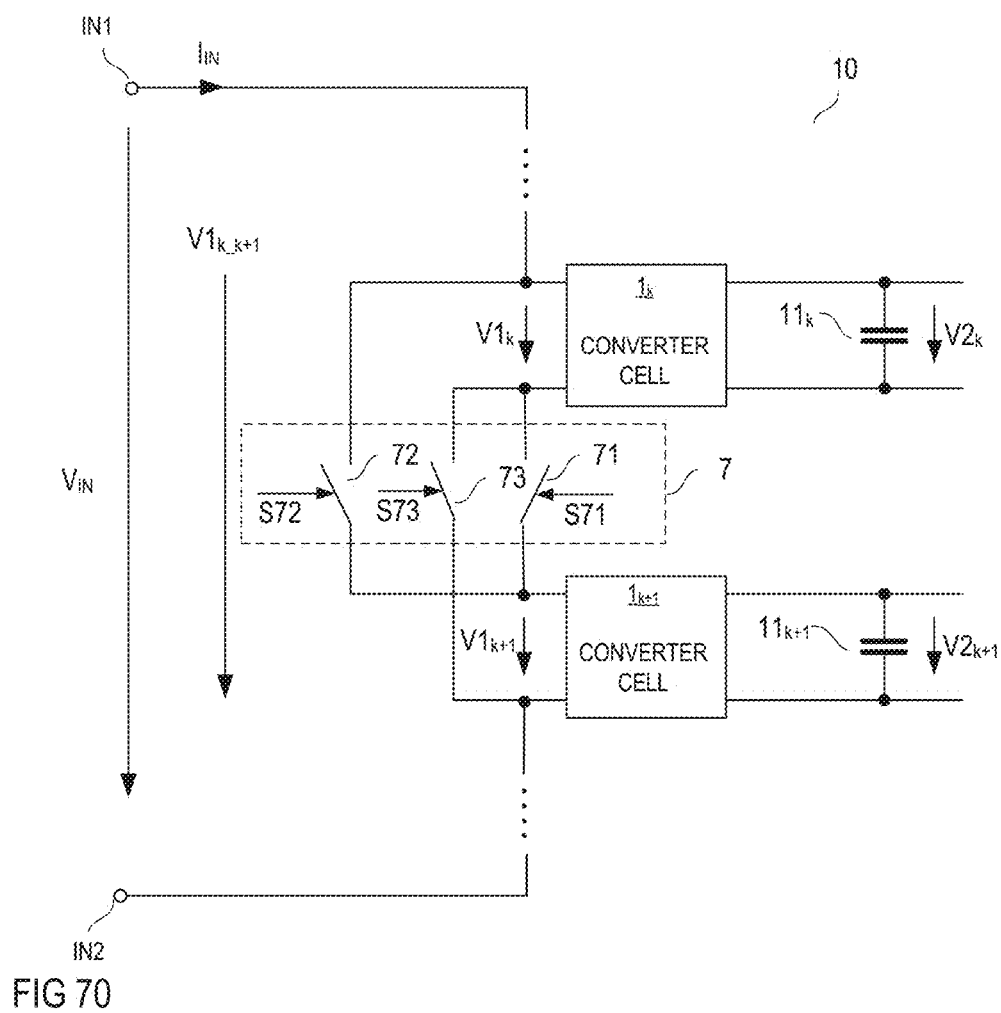 IN1
IIN
10
V1k_k+1
1k
CONVERTER
CELL
V1k
11k
V2k
VIN
72
73
71
7
S72
S73
S71
1k+1
CONVERTER
CELL
V1k+1
11k+1
V2k+1
IN2
FIG 70